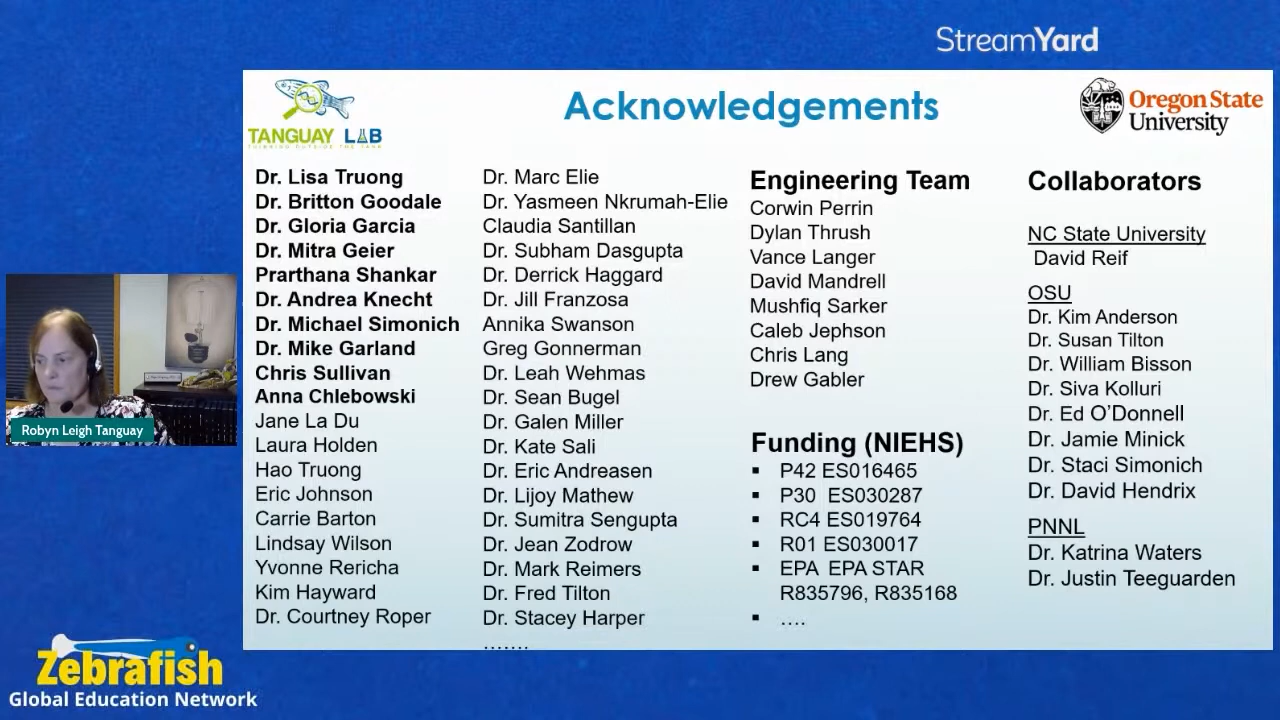 StreamYard
TANGUAY LAB
THINKING OUTSIDE THE TANK
Acknowledgements
Oregon State
University
Dr. Lisa Truong
Dr. Britton Goodale
Dr. Gloria Garcia
Dr. Mitra Geier
Prarthana Shankar
Dr. Andrea Knecht
Dr. Michael Simonich
Dr. Mike Garland
Chris Sullivan
Anna Chlebowski
Jane La Du
Laura Holden
Hao Truong
Eric Johnson
Carrie Barton
Lindsay Wilson
Yvonne Rericha
Kim Hayward
Dr. Courtney Roper
Dr. Marc Elie
Dr. Yasmeen Nkrumah-Elie
Claudia Santillan
Dr. Subham Dasgupta
Dr. Derrick Haggard
Dr. Jill Franzosa
Annika Swanson
Greg Gonnerman
Dr. Leah Wehmas
Dr. Sean Bugel
Dr. Galen Miller
Dr. Kate Sali
Dr. Eric Andreasen
Dr. Lijoy Mathew
Dr. Sumitra Sengupta
Dr. Jean Zodrow
Dr. Mark Reimers
Dr. Fred Tilton
Dr. Stacey Harper
.......
Engineering Team
Corwin Perrin
Dylan Thrush
Vance Langer
David Mandrell
Mushfiq Sarker
Caleb Jephson
Chris Lang
Drew Gabler
Funding (NIEHS)
▪ P42 ES016465
▪ P30 ES030287
▪ RC4 ES019764
▪ R01 ES030017
▪ EPA EPA STAR
R835796, R835168
▪ ....
Collaborators
NC State University
David Reif
OSU
Dr. Kim Anderson
Dr. Susan Tilton
Dr. William Bisson
Dr. Siva Kolluri
Dr. Ed O’Donnell
Dr. Jamie Minick
Dr. Staci Simonich
Dr. David Hendrix
PNNL
Dr. Katrina Waters
Dr. Justin Teeguarden
Robyn Leigh Tanguay
Zebrafish
Global Education Network